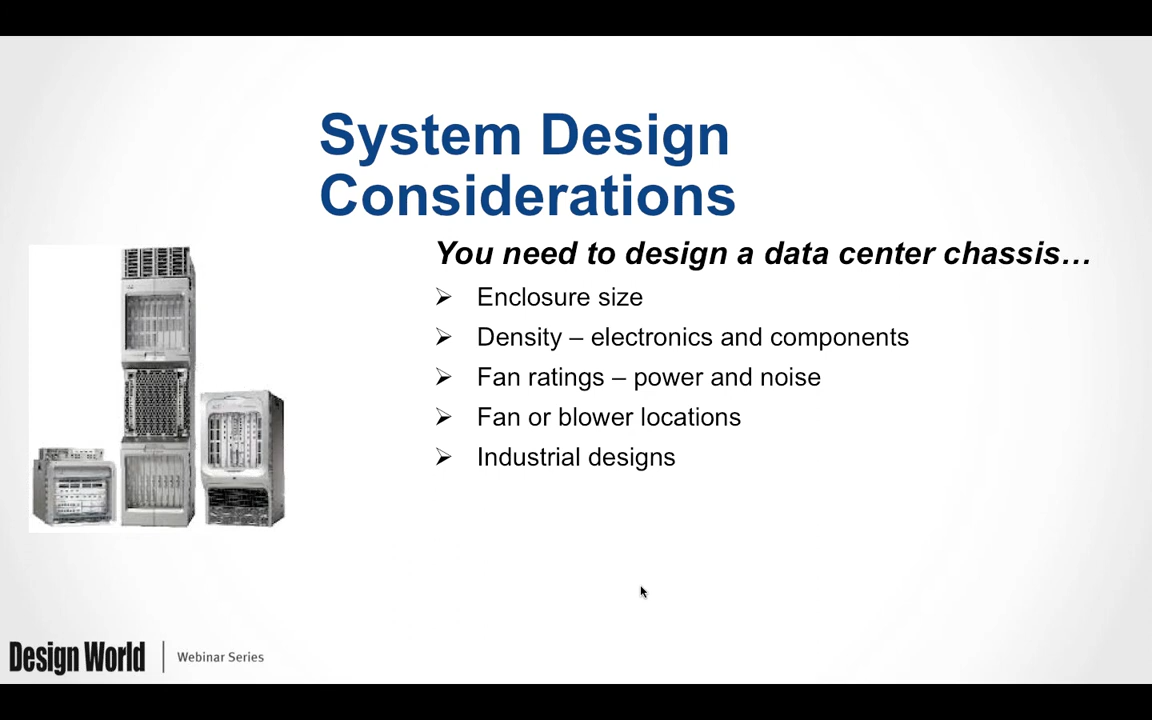 System Design
Considerations
You need to design a data center chassis…
➢ Enclosure size
➢ Density – electronics and components
➢ Fan ratings – power and noise
➢ Fan or blower locations
➢ Industrial designs
Design World | Webinar Series